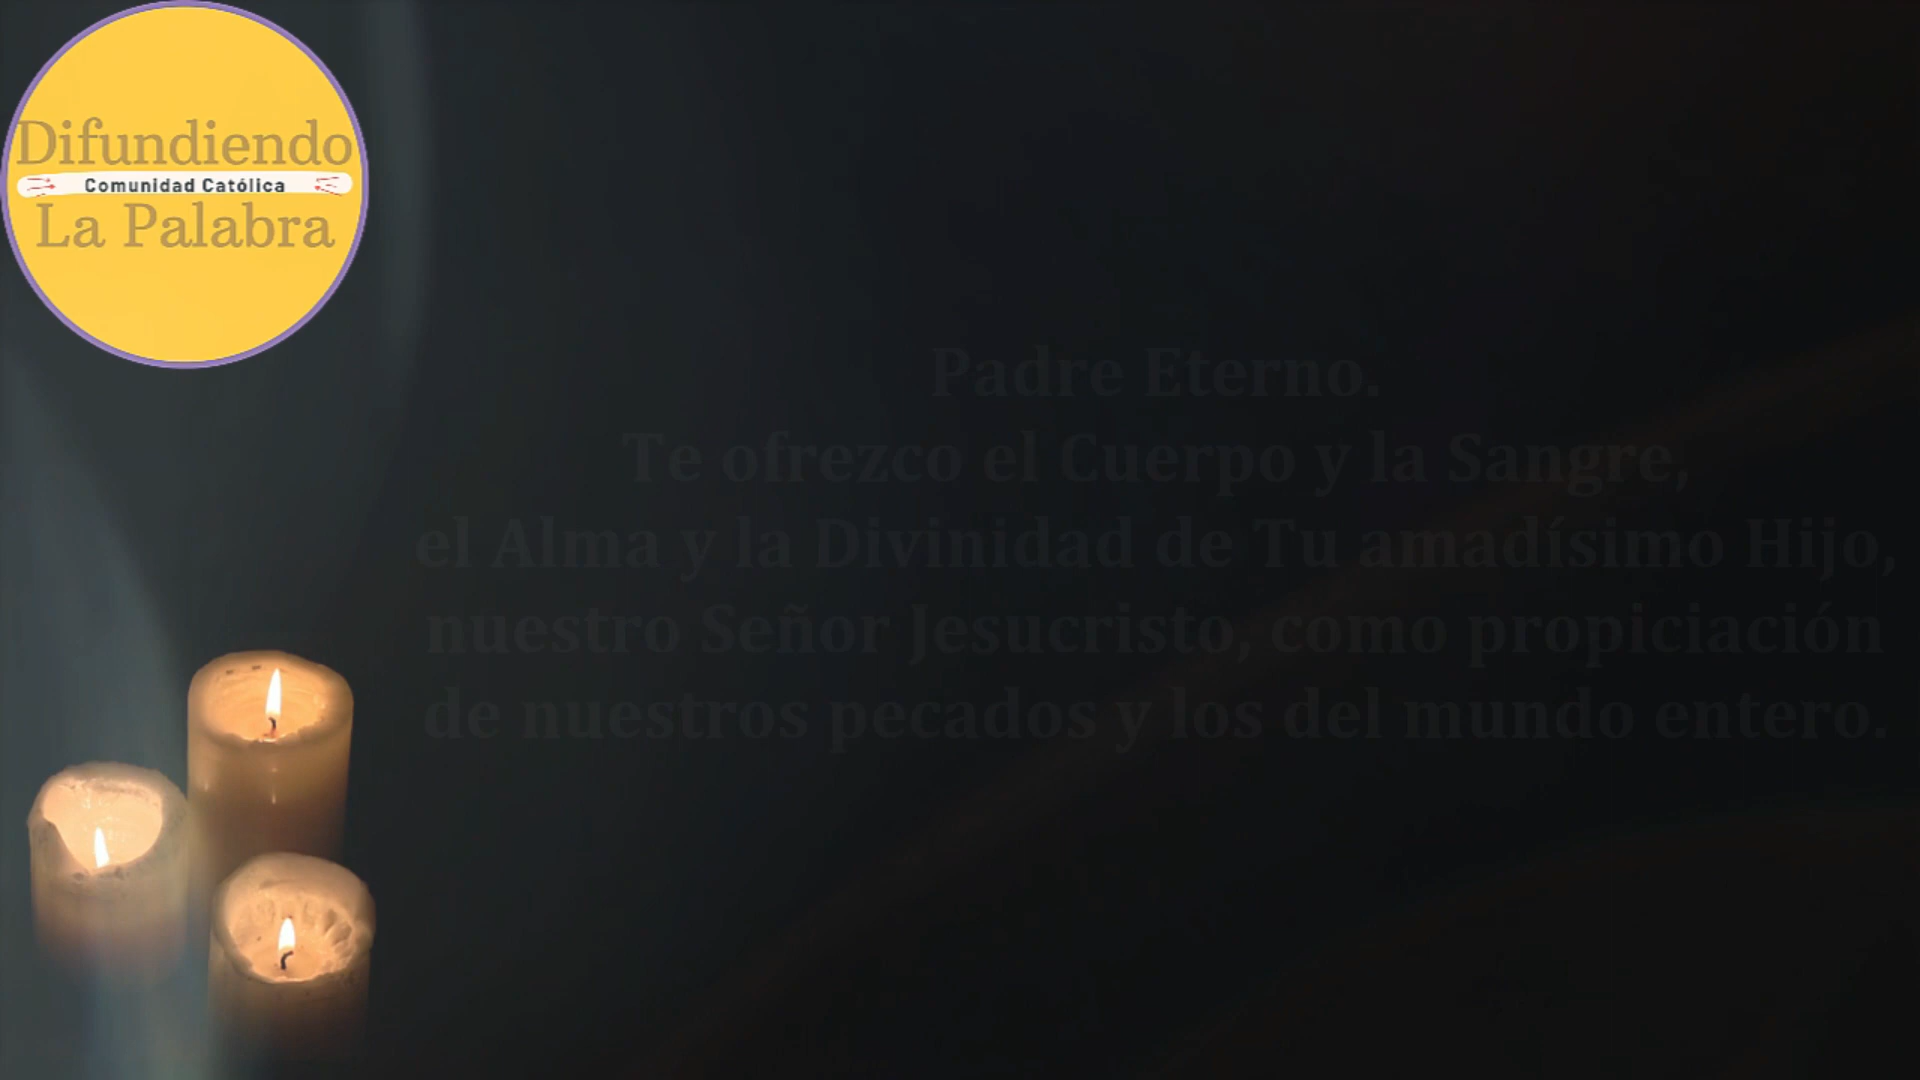 Difundiendo
Comunidad Católica
La Palabra
Padre Eterno.
Te ofrezco el Cuerpo y la Sangre,
el Alma y la Divinidad de Tu amadísimo Hijo,
nuestro Señor Jesucristo, como propiciación
de nuestros pecados y los del mundo entero.